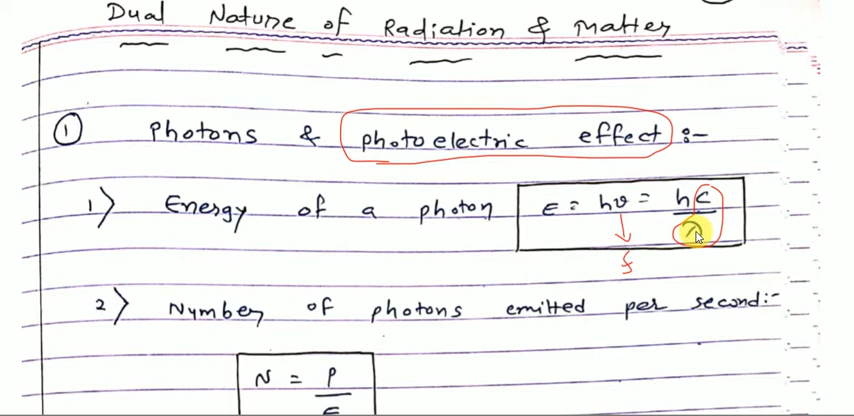 Dual Nature of Radiation & Matter
① Photons & photoelectric effect :-
1) Energy of a photon E = hν = hc/λ
f
2) Nymber of photons emitted per second:-
N = P/E